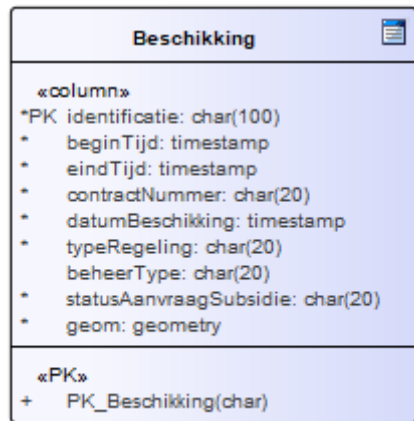 Beschikking
«column»
*PK identificatie: char(100)
* beginTijd: timestamp
* eindTijd: timestamp
* contractNummer: char(20)
* datumBeschikking: timestamp
* typeRegeling: char(20)
beheerType: char(20)
* statusAanvraagSubsidie: char(20)
* geom: geometry
«PK»
+ PK_Beschikking(char)